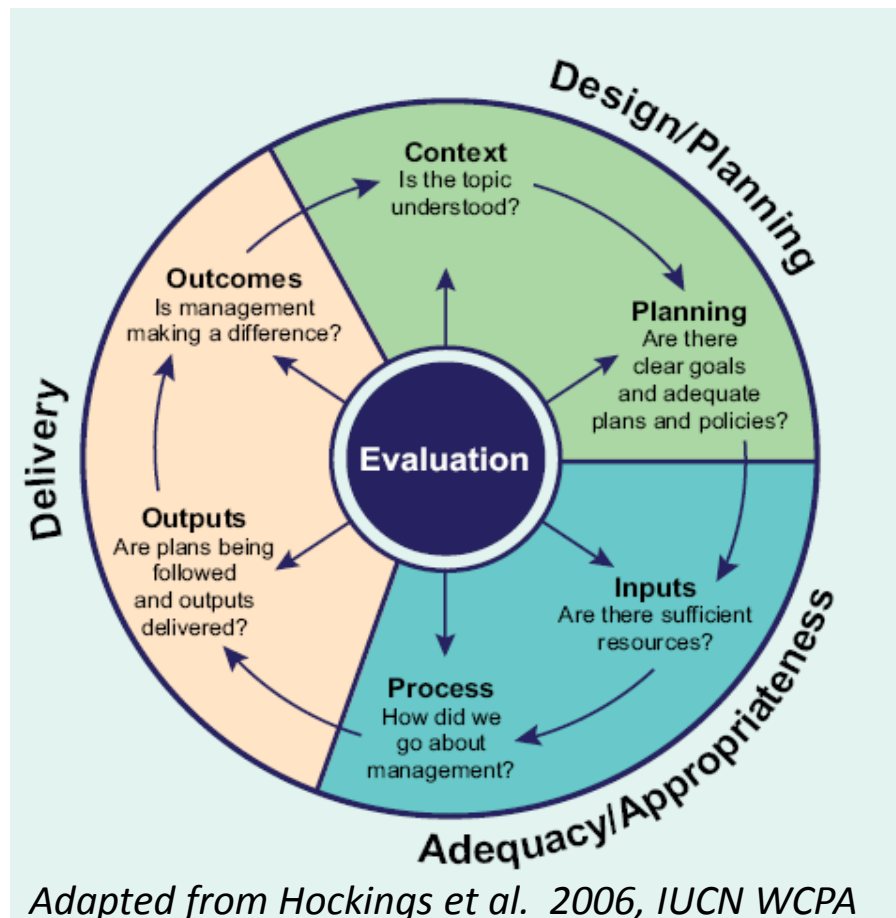 Design/Planning
Context
Is the topic
understood?
Planning
Are there
clear goals
and adequate
plans and policies?
Outcomes
Is management
making a difference?
Evaluation
Delivery
Outputs
Are plans being
followed
and outputs
delivered?
Inputs
Are there sufficient
resources?
Process
How did we
go about
management?
Adequacy/Appropriateness
Adapted from Hockings et al. 2006, IUCN WCPA